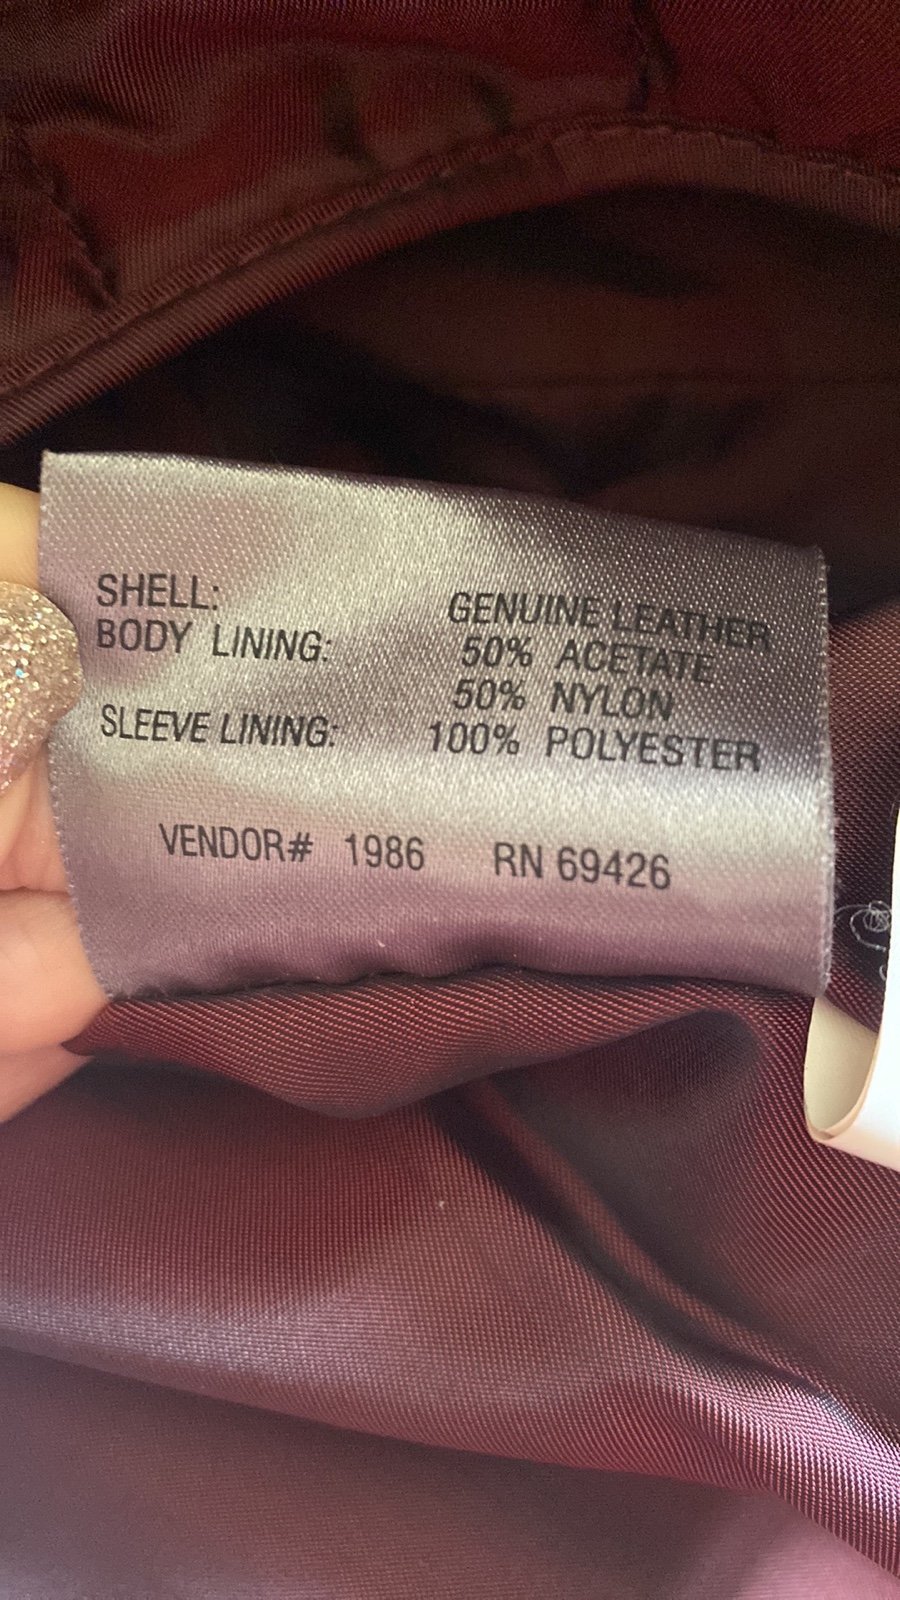 SHELL: GENUINE LEATHER
BODY LINING: 50% ACETATE
50% NYLON
SLEEVE LINING: 100% POLYESTER
VENDOR# 1986 RN 69426